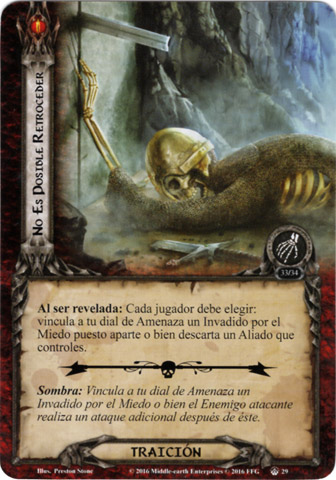 No Es Posible Retroceder
33/34
Al ser revelada: Cada jugador debe elegir:
vincula a tu dial de Amenaza un Invadido por el
Miedo puesto aparte o bien descarta un Aliado que
controles.
Sombra: Vincula a tu dial de Amenaza un
Invadido por el Miedo o bien el Enemigo atacante
realiza un ataque adicional después de éste.
TRAICIÓN
Illus. Preston Stone © 2016 Middle-earth Enterprises © 2016 FFG 29